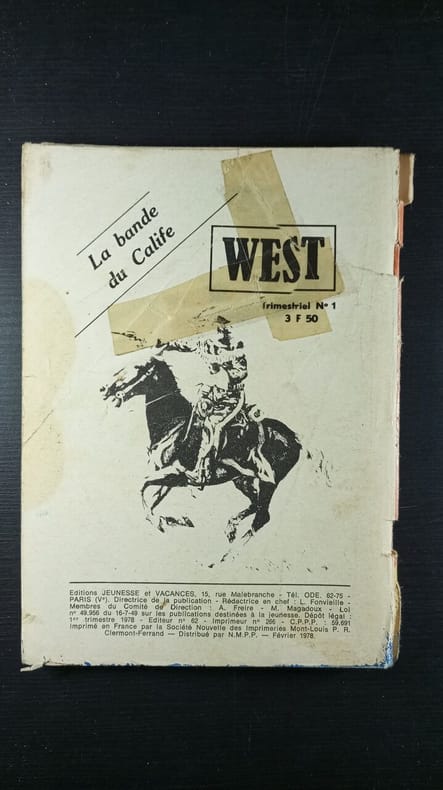 La bande
du Calife
WEST
Trimestriel N° 1
3 F 50
Editions JEUNESSE et VACANCES, 15, rue Malebranche - Tél. ODE. 62-75 -
PARIS (Ve). Directrice de la publication - Rédactrice en chef : L. Fonvieille -
Membres du Comité de Direction : A. Freire - M. Magadoux - Loi
n° 49.956 du 16-7-49 sur les publications destinées à la jeunesse. Dépôt légal :
1er trimestre 1978 - Editeur n° 62 - Imprimeur n° 266 - C.P.P.P. : 59.691
Imprimé en France par la Société Nouvelle des Imprimeries Mont-Louis P. R.
Clermont-Ferrand — Distribué par N.M.P.P. — Février 1978.